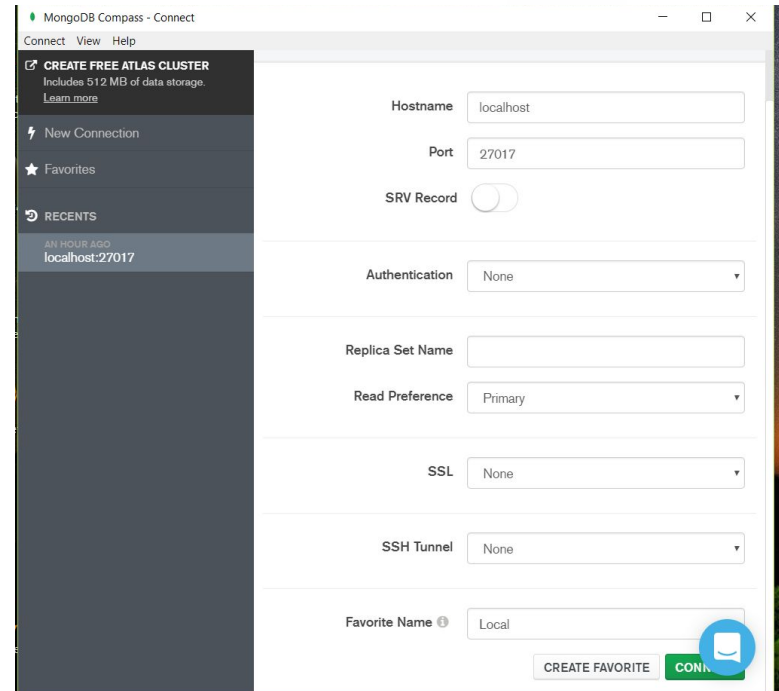 MongoDB Compass - Connect
Connect View Help
CREATE FREE ATLAS CLUSTER
Includes 512 MB of data storage.
Learn more
New Connection
Favorites
RECENTS
AN HOUR AGO
localhost:27017
Hostname localhost
Port 27017
SRV Record
Authentication None
Replica Set Name
Read Preference Primary
SSL None
SSH Tunnel None
Favorite Name Local
CREATE FAVORITE